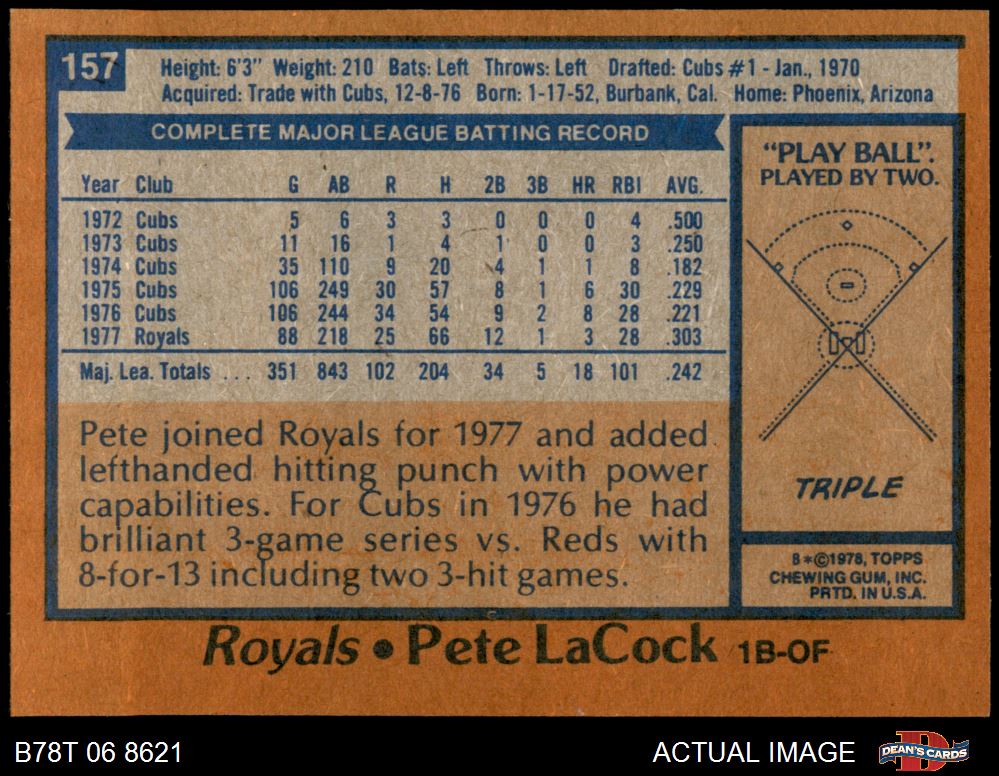 157
Height: 6'3" Weight: 210 Bats: Left Throws: Left Drafted: Cubs #1 - Jan., 1970
Acquired: Trade with Cubs, 12-8-76 Born: 1-17-52, Burbank, Cal. Home: Phoenix, Arizona
COMPLETE MAJOR LEAGUE BATTING RECORD
Year Club G AB R H 2B 3B HR RBI AVG.
1972 Cubs 5 6 3 3 0 0 0 4 .500
1973 Cubs 11 16 1 4 1 0 0 3 .250
1974 Cubs 35 110 9 20 4 1 1 8 .182
1975 Cubs 106 249 30 57 8 1 6 30 .229
1976 Cubs 106 244 34 54 9 2 8 28 .221
1977 Royals 88 218 25 66 12 1 3 28 .303
Maj. Lea. Totals ... 351 843 102 204 34 5 18 101 .242
Pete joined Royals for 1977 and added
lefthanded hitting punch with power
capabilities. For Cubs in 1976 he had
brilliant 3-game series vs. Reds with
8-for-13 including two 3-hit games.
"PLAY BALL".
PLAYED BY TWO.
TRIPLE
B*©1978, TOPPS
CHEWING GUM, INC.
PRTD. IN U.S.A.
Royals • Pete LaCock 1B-OF
B78T 06 8621
ACTUAL IMAGE
DEAN'S CARDS